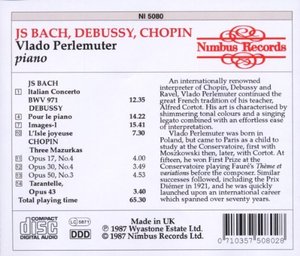 NI 5080
JS BACH, DEBUSSY, CHOPIN
Vlado Perlemuter
piano
Nimbus Records
JS BACH
1 Italian Concerto
BWV 971 12.35
DEBUSSY
Pour le piano 14.22
Images-1 15.41
L'Isle joyeuse 7.30
CHOPIN
Three Mazurkas
Opus 17, No.4 4.00
Opus 30, No.4 3.49
Opus 50, No.3 4.53
Tarantelle,
Opus 43 3.40
Total playing time 65.30
An internationally renowned
interpreter of Chopin, Debussy and
Ravel, Vlado Perlemuter continued the
great French tradition of his teacher,
Alfred Cortot. His art is characterised by
shimmering tonal colours and a singing
legato combined with an effortless
command of interpretation.
Vlado Perlemuter was born in
Poland, but came to Paris as a child to
study at the Conservatoire, first with
Moszkowski then, later, with Cortot. At
fifteen, he won First Prize at the
Conservatoire playing Fauré's Thème et
variations before the composer. Similar
successes followed, including the Prix
Diémer in 1921, and he was quickly
launched upon an international career
which spanned over seventy years.
COMPACT
disc
DIGITAL AUDIO
LC 5871
DDD
Made in UK
℗ 1987 Wyastone Estate Ltd.
© 1987 Nimbus Records Ltd.
0 710357 508028